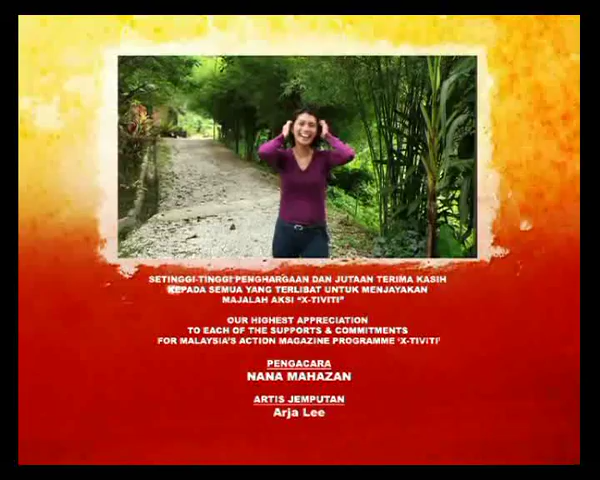 SETINGGI-TINGGI PENGHARGAAN DAN JUTAAN TERIMA KASIH
KEPADA SEMUA YANG TERLIBAT UNTUK MENJAYAKAN
MAJALAH AKSI "X-TIVITI"
OUR HIGHEST APPRECIATION
TO EACH OF THE SUPPORTS & COMMITMENTS
FOR MALAYSIA'S ACTION MAGAZINE PROGRAMME 'X-TIVITI'
PENGACARA
NANA MAHAZAN
ARTIS JEMPUTAN
Arja Lee